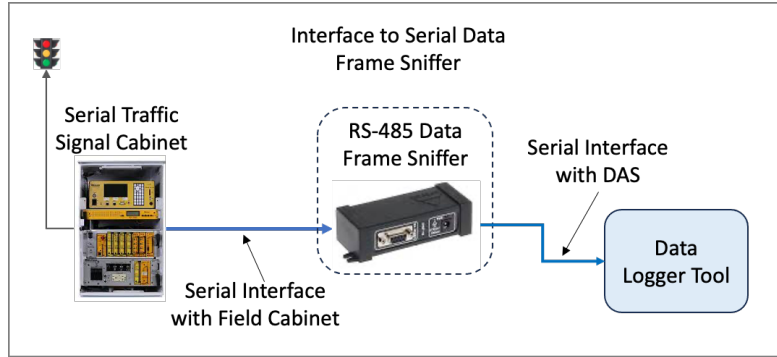 Interface to Serial Data
Frame Sniffer
Serial Traffic
Signal Cabinet
RS-485 Data
Frame Sniffer
Serial Interface
with DAS
Data
Logger Tool
Serial Interface
with Field Cabinet